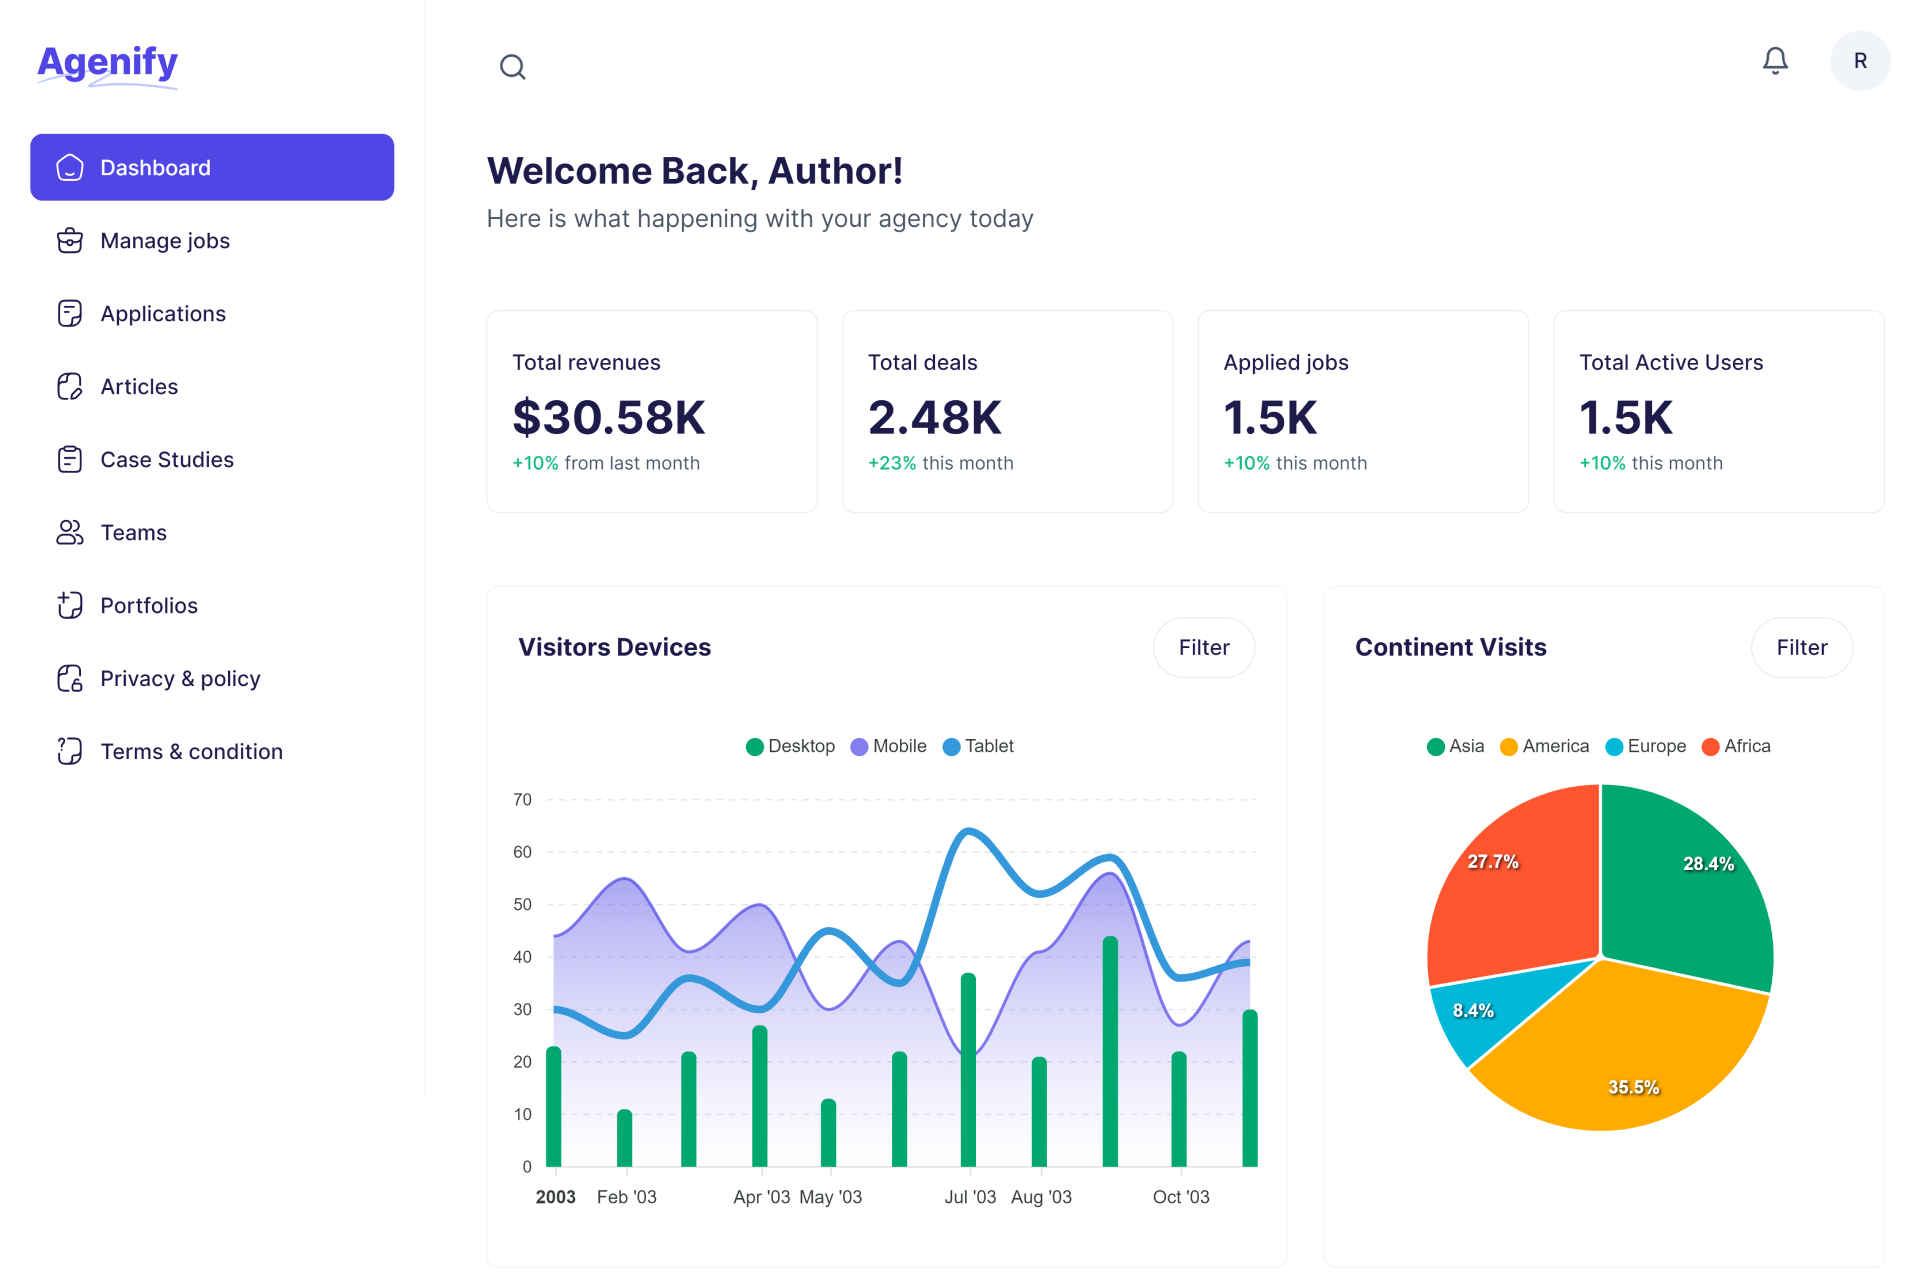 Agenify
R
Dashboard
Manage jobs
Applications
Articles
Case Studies
Teams
Portfolios
Privacy & policy
Terms & condition
Welcome Back, Author!
Here is what happening with your agency today
Total revenues
$30.58K
+10% from last month
Total deals
2.48K
+23% this month
Applied jobs
1.5K
+10% this month
Total Active Users
1.5K
+10% this month
Visitors Devices
Filter
Desktop Mobile Tablet
70
60
50
40
30
20
10
0
2003 Feb '03 Apr '03 May '03 Jul '03 Aug '03 Oct '03
Continent Visits
Filter
Asia America Europe Africa
27.7%
28.4%
8.4%
35.5%